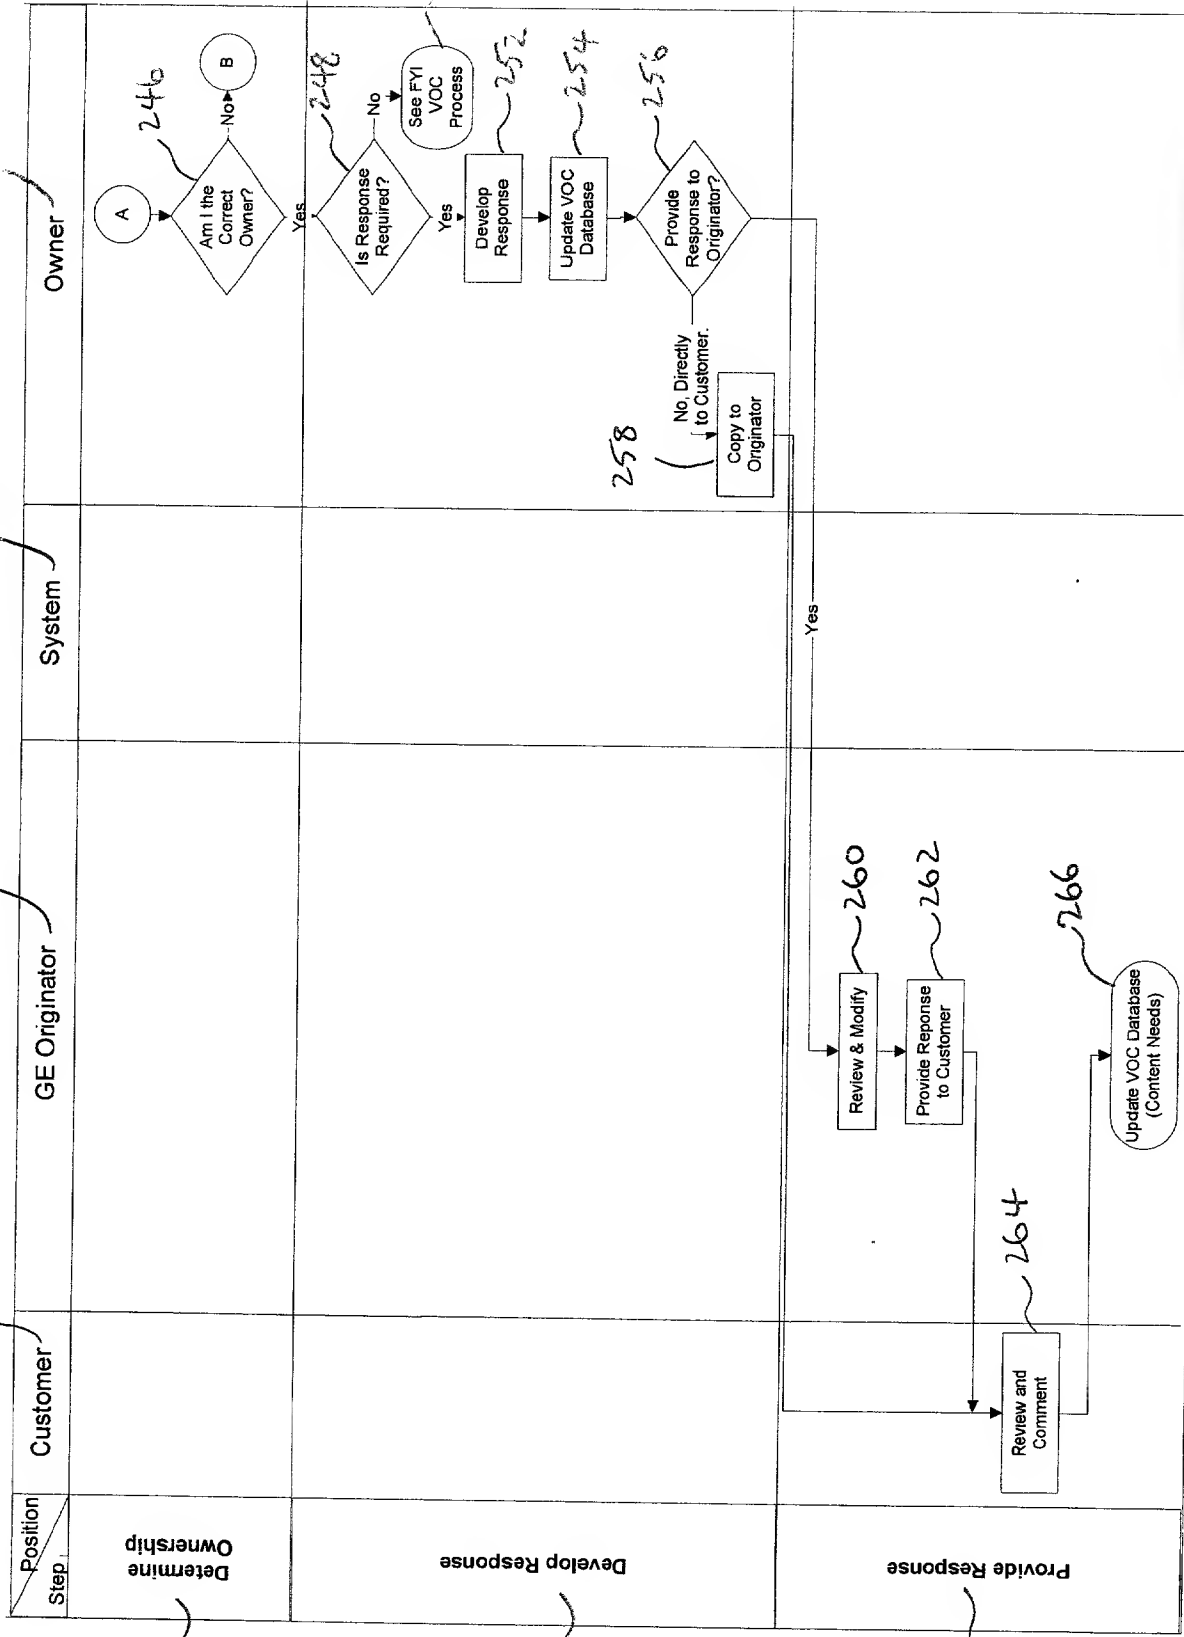 Position
Step
Customer
GE Originator
System
Owner
Determine
Ownership
A
Am I the
Correct
Owner?
246
No
B
Yes
Develop Response
Is Response
Required?
248
No
See FYI
VOC
Process
Yes
Develop
Response
252
Update VOC
Database
254
Provide
Response to
Originator?
256
No, Directly
to Customer.
Copy to
Originator
258
Yes
Provide Response
Review & Modify
260
Provide Reponse
to Customer
262
Review and
Comment
264
Update VOC Database
(Content Needs)
266